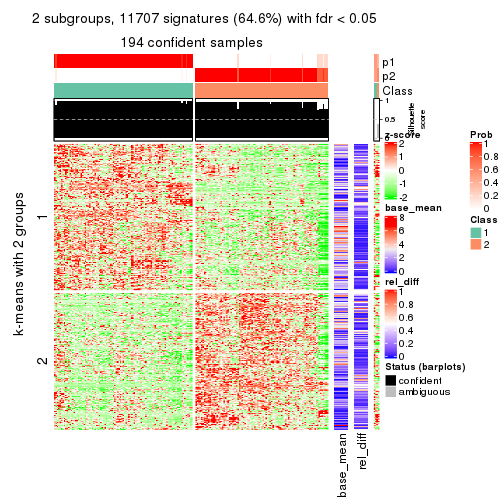 2 subgroups, 11707 signatures (64.6%) with fdr < 0.05
194 confident samples
p1
p2
Class
1
0.5
0
Silhouette
score
k-means with 2 groups
1
2
base_mean
rel_diff
z-score
2
1
0
-1
-2
base_mean
8
6
4
2
0
rel_diff
1
0.8
0.6
0.4
0.2
0
Status (barplots)
confident
ambiguous
Prob
1
0.8
0.6
0.4
0.2
0
Class
1
2